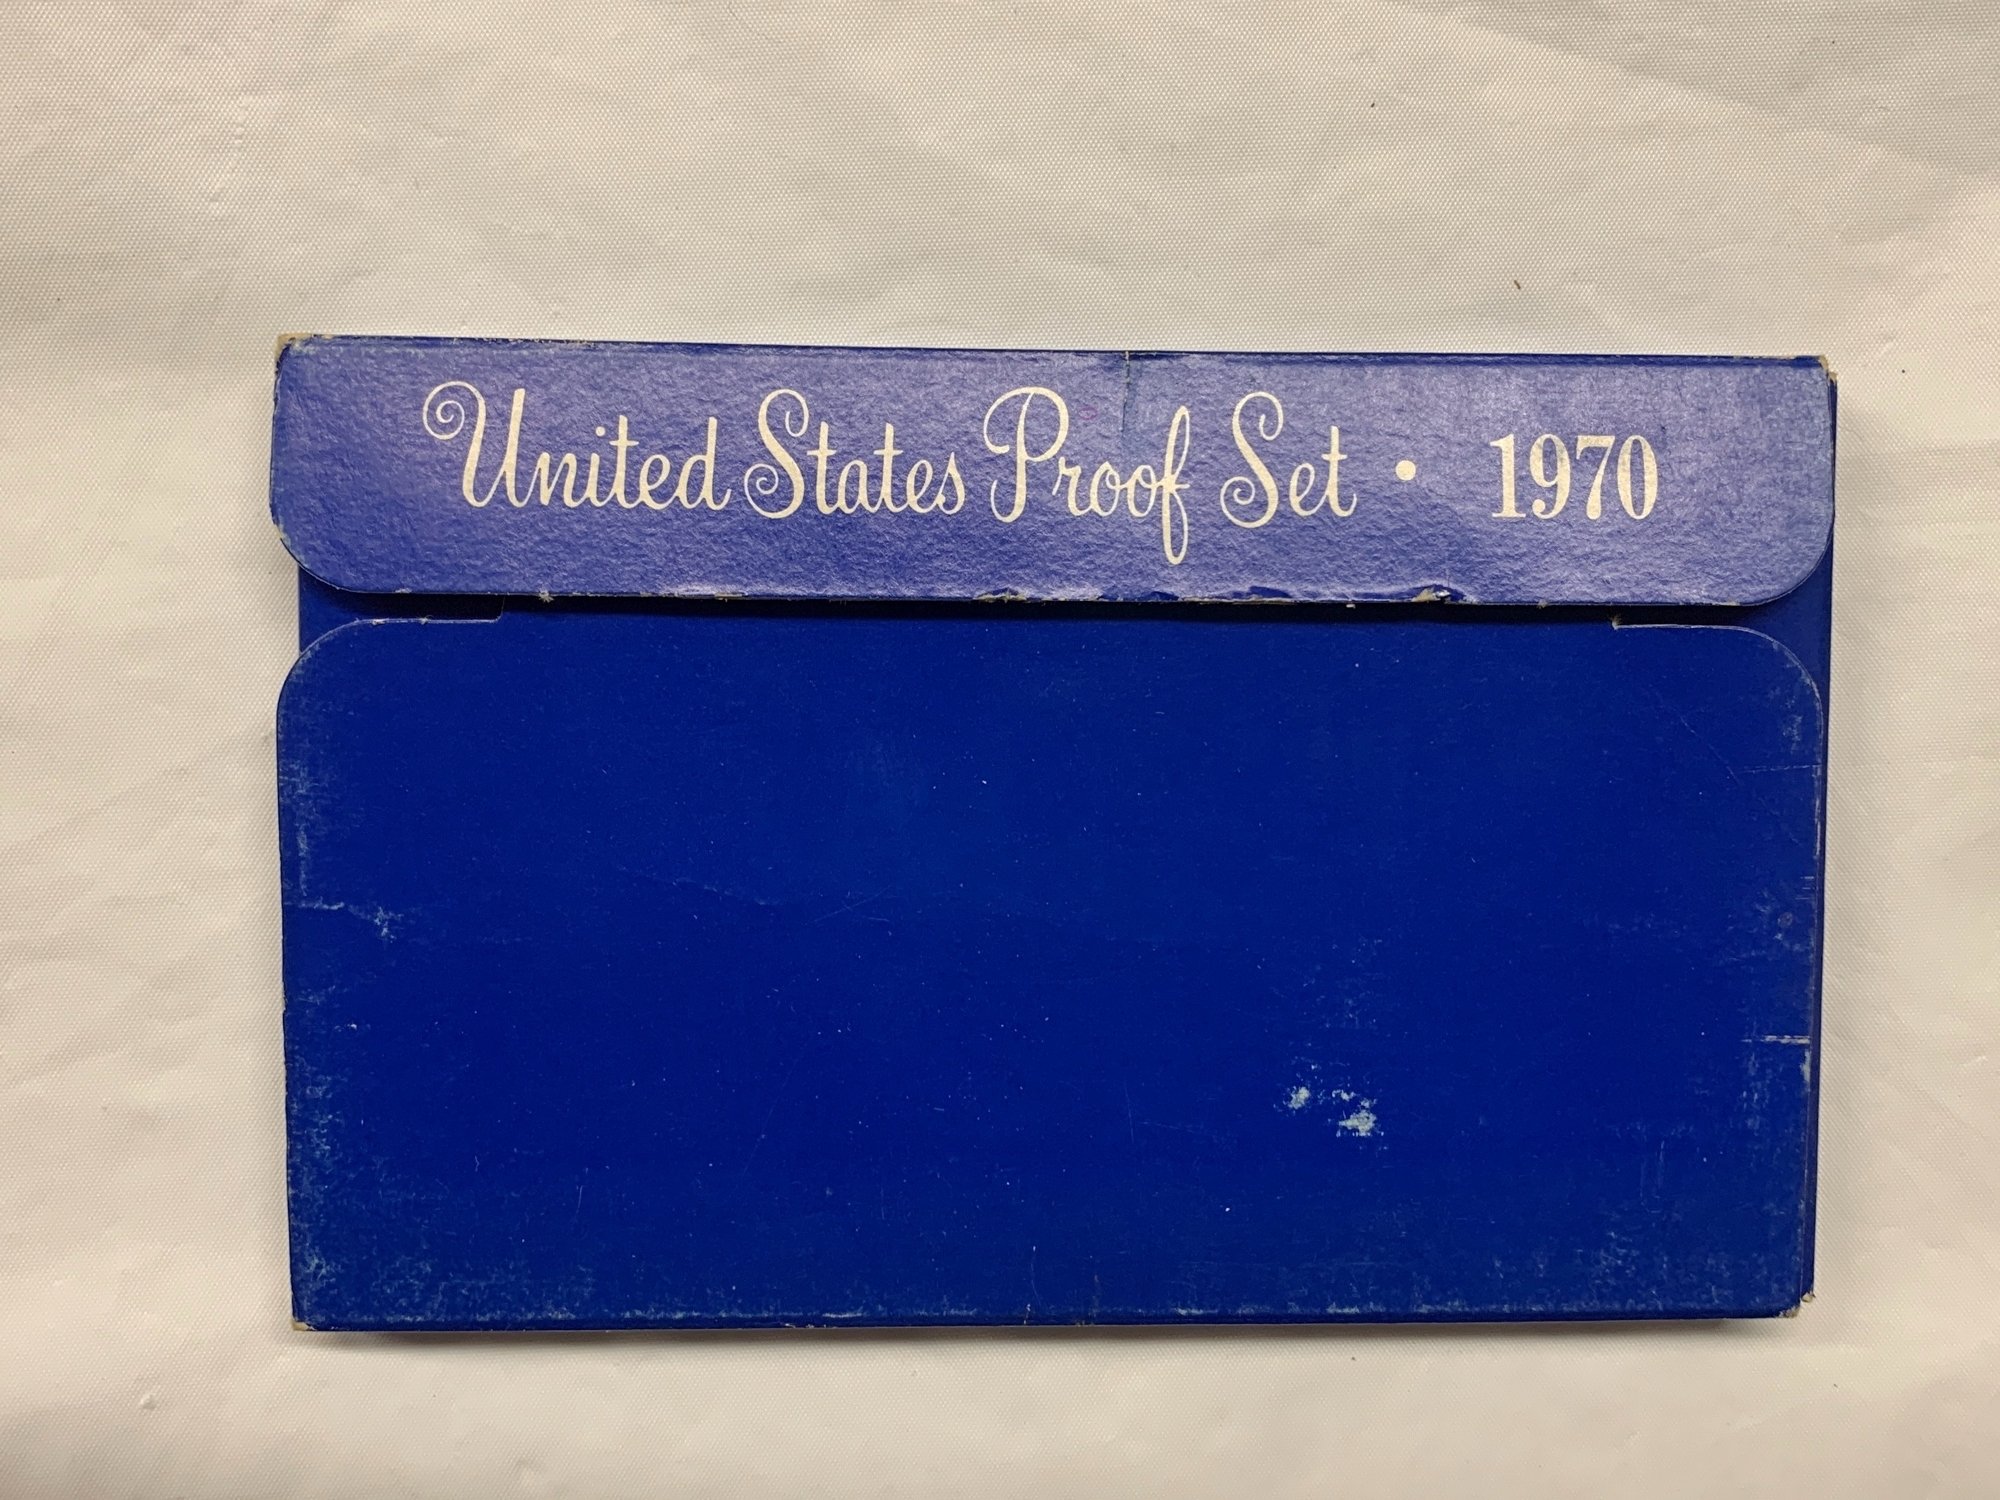 United States Proof Set • 1970